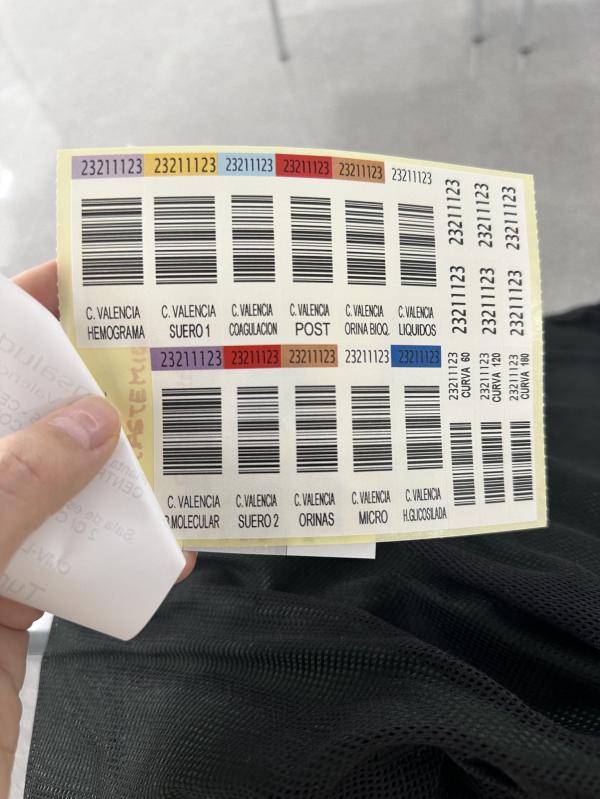 23211123 23211123 23211123 23211123 23211123 23211123
C. VALENCIA C. VALENCIA C. VALENCIA C. VALENCIA C. VALENCIA C. VALENCIA
HEMOGRAMA SUERO 1 COAGULACION POST ORINA BIOQ. LIQUIDOS
23211123 23211123 23211123
23211123 23211123 23211123
23211123 23211123 23211123 23211123 23211123
C. VALENCIA C. VALENCIA C. VALENCIA C. VALENCIA C. VALENCIA
MOLECULAR SUERO 2 ORINAS MICRO H.GLICOSILADA
23211123 CURVA 60
23211123 CURVA 120
23211123 CURVA 180